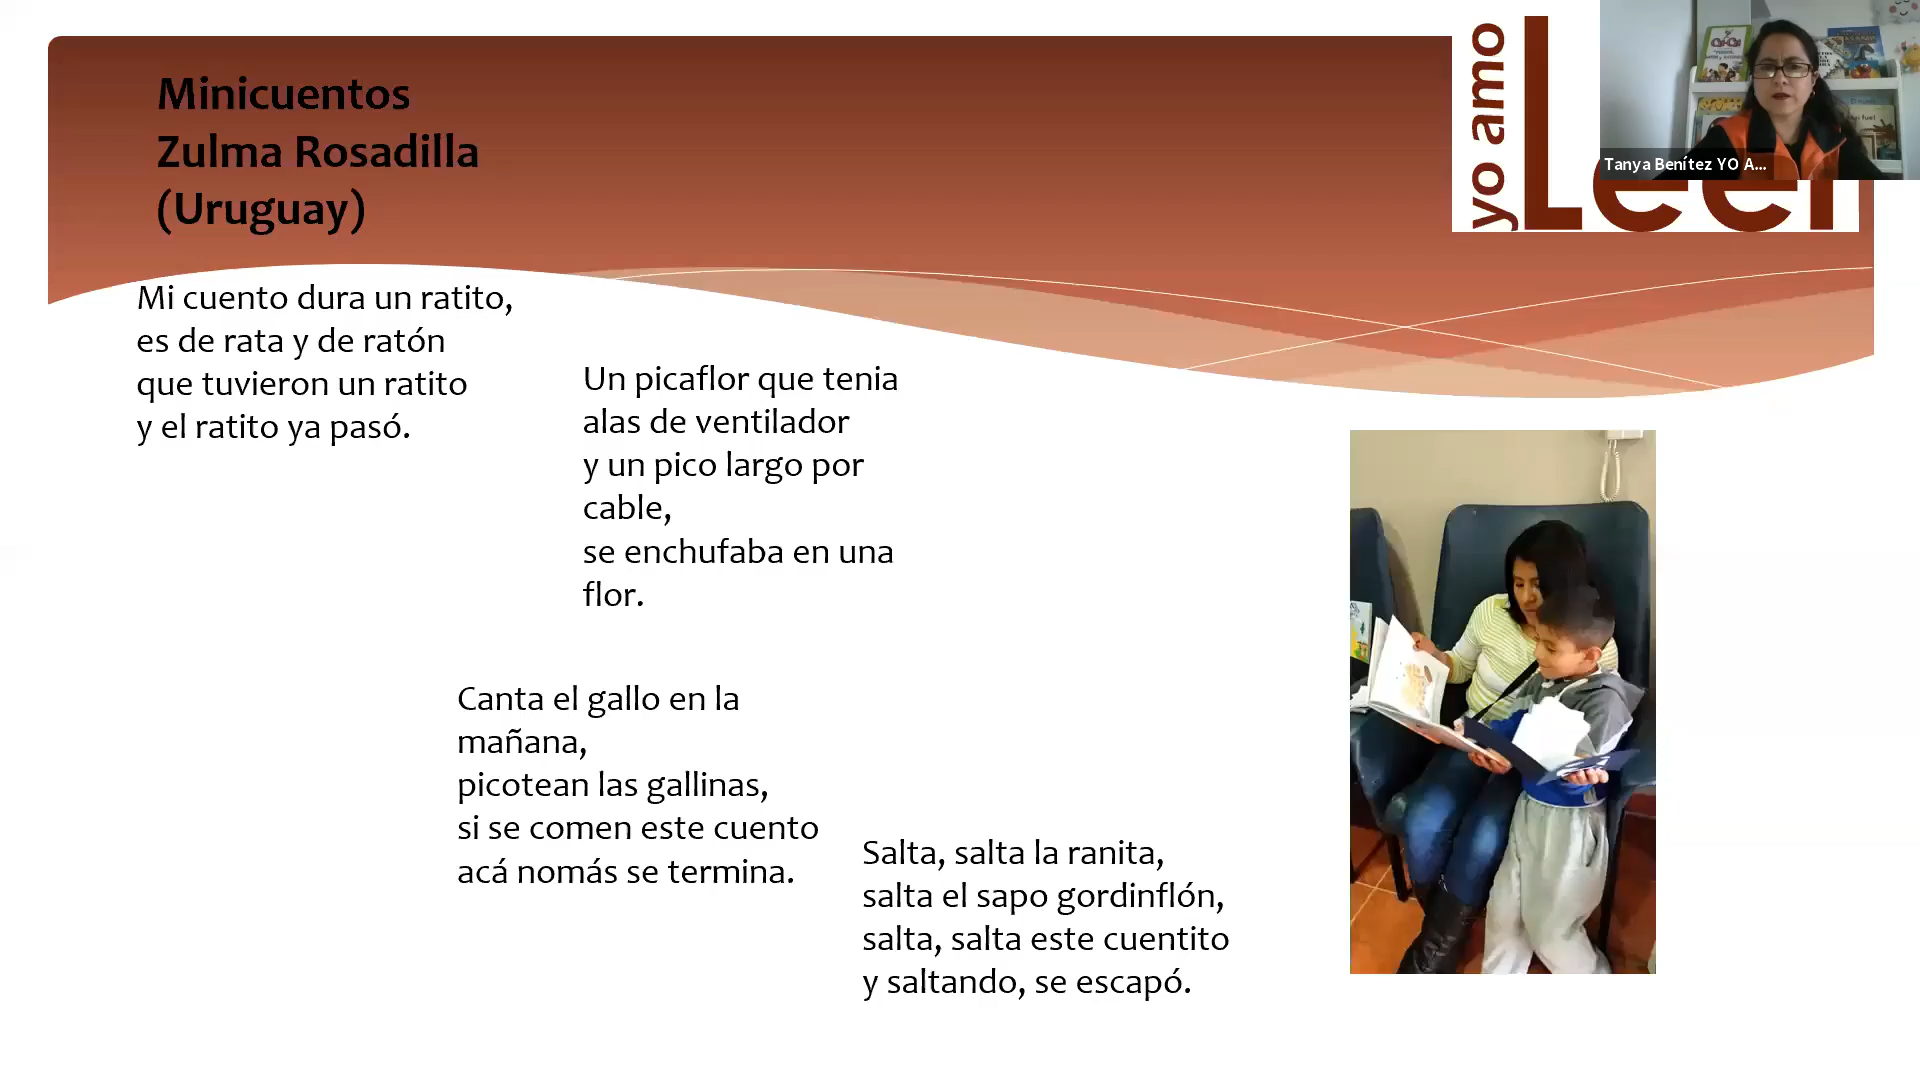 Minicuentos
Zulma Rosadilla
(Uruguay)
yo amo
Leer
Tanya Benítez YO A...
Mi cuento dura un ratito,
es de rata y de ratón
que tuvieron un ratito
y el ratito ya pasó.
Un picaflor que tenia
alas de ventilador
y un pico largo por
cable,
se enchufaba en una
flor.
Canta el gallo en la
mañana,
picotean las gallinas,
si se comen este cuento
acá nomás se termina.
Salta, salta la ranita,
salta el sapo gordinflón,
salta, salta este cuentito
y saltando, se escapó.